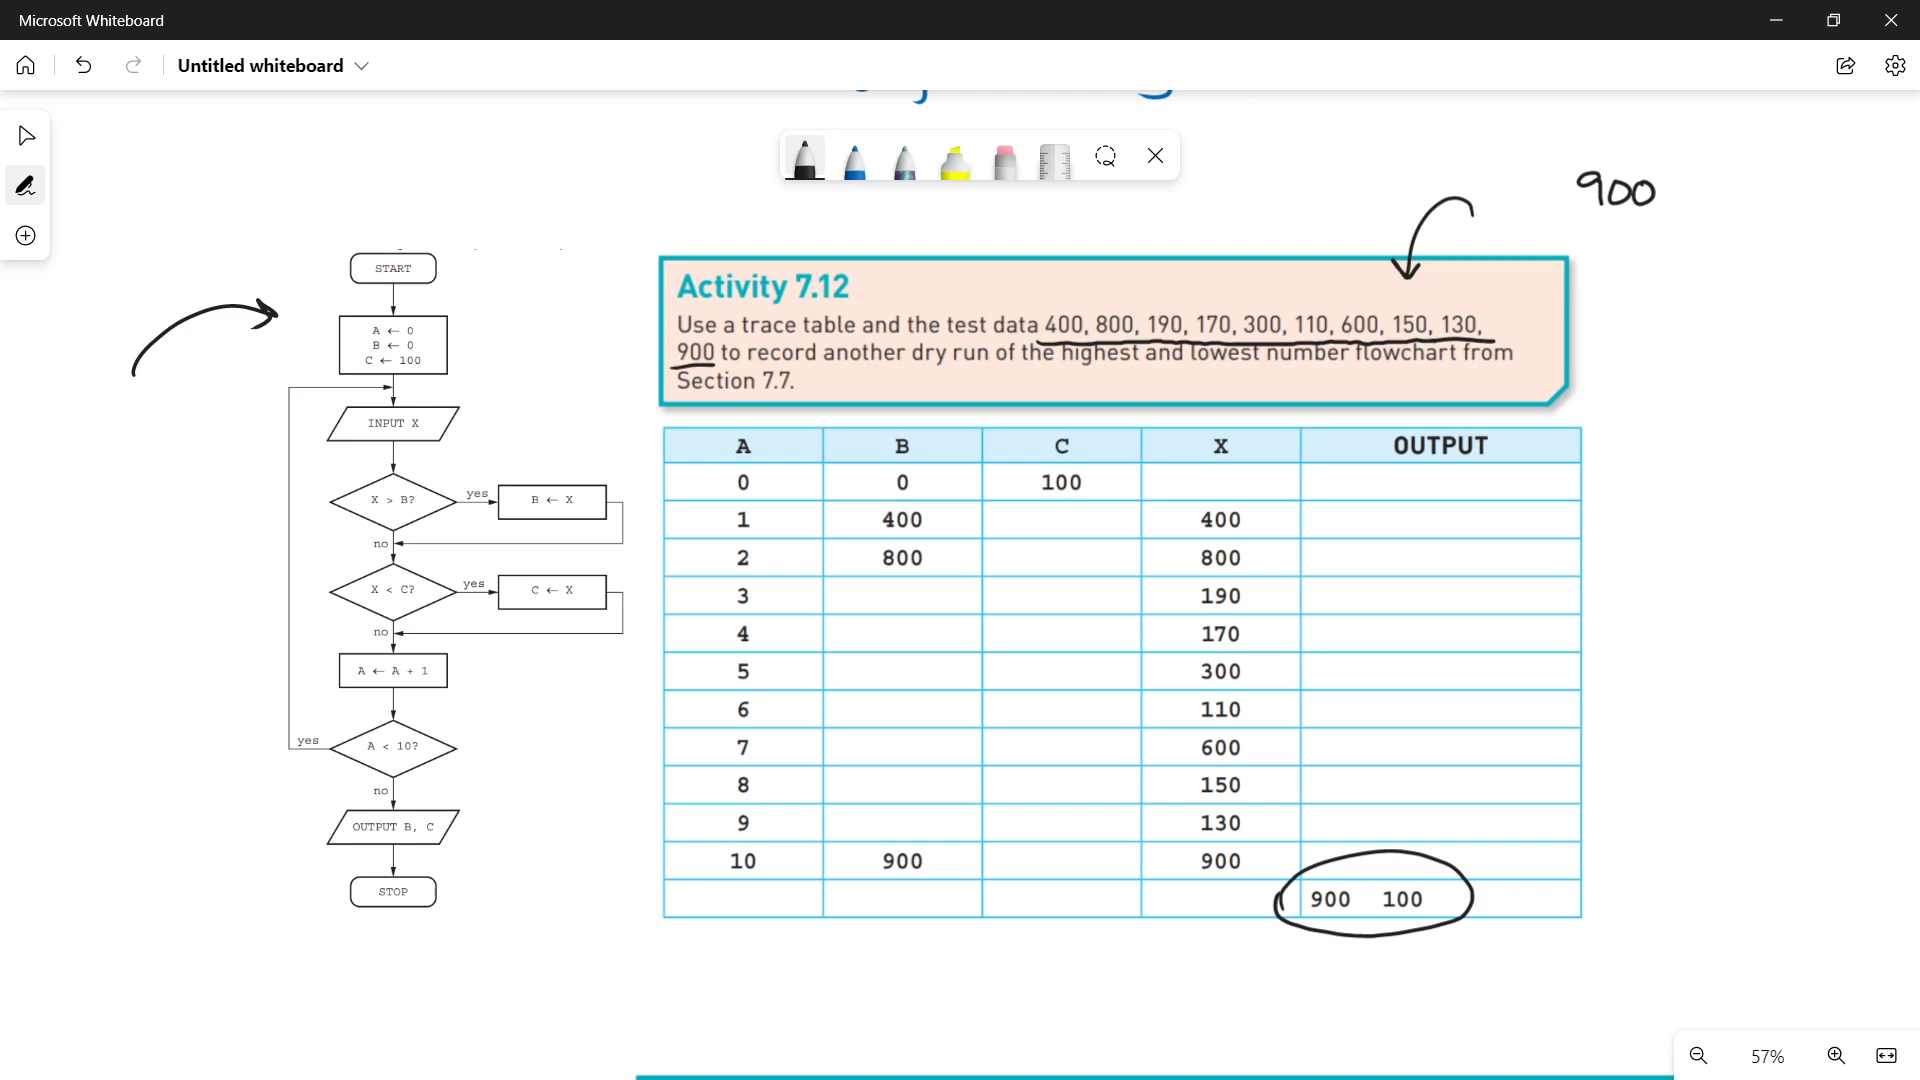 Microsoft Whiteboard
Untitled whiteboard
900
START
A ← 0
B ← 0
C ← 100
INPUT X
X > B?
yes
B ← X
no
X < C?
yes
C ← X
no
A ← A + 1
A < 10?
yes
no
OUTPUT B, C
STOP
Activity 7.12
Use a trace table and the test data 400, 800, 190, 170, 300, 110, 600, 150, 130,
900 to record another dry run of the highest and lowest number flowchart from
Section 7.7.
A B C X OUTPUT
0 0 100
1 400 400
2 800 800
3 190
4 170
5 300
6 110
7 600
8 150
9 130
10 900 900
900 100
57%